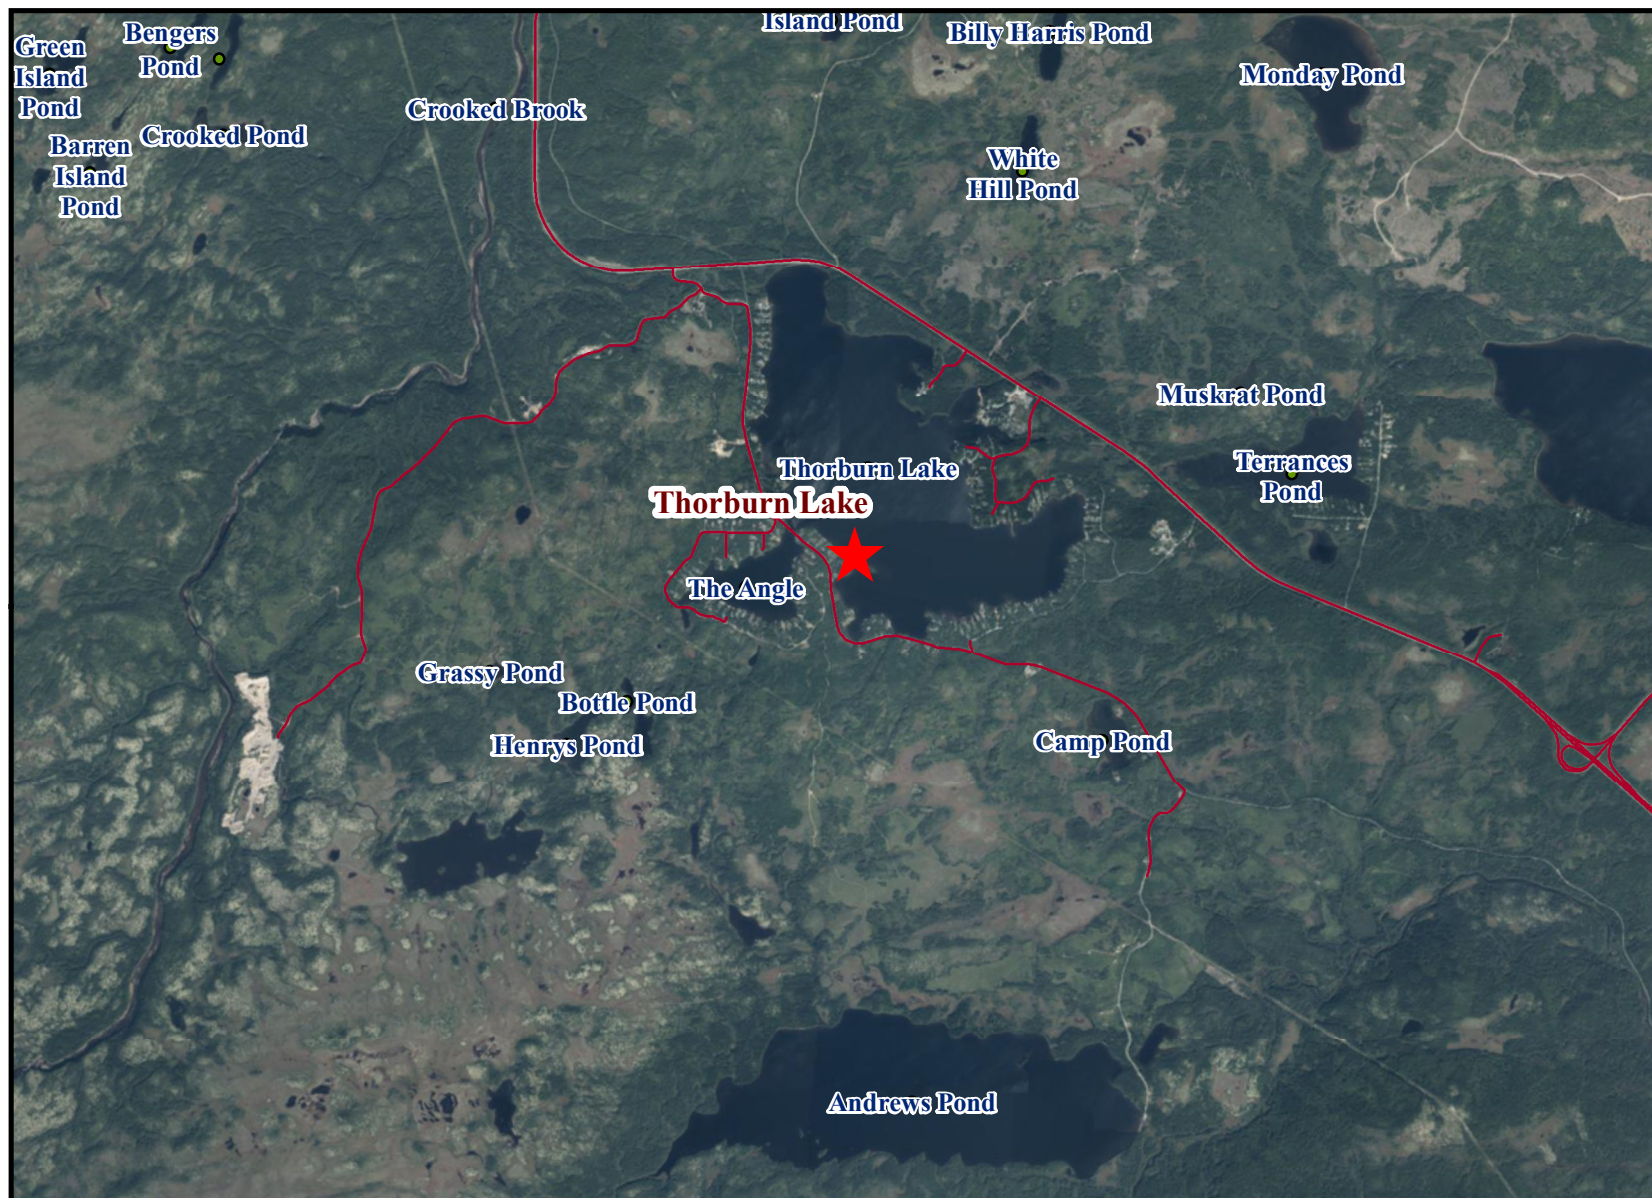 Island Pond
Bengers
Pond
Billy Harris Pond
Green
Island
Pond
Monday Pond
Crooked Brook
Crooked Pond
Barren
Island
Pond
White
Hill Pond
Muskrat Pond
Terrances
Pond
Thorburn Lake
Thorburn Lake
The Angle
Grassy Pond
Bottle Pond
Henrys Pond
Camp Pond
Andrews Pond